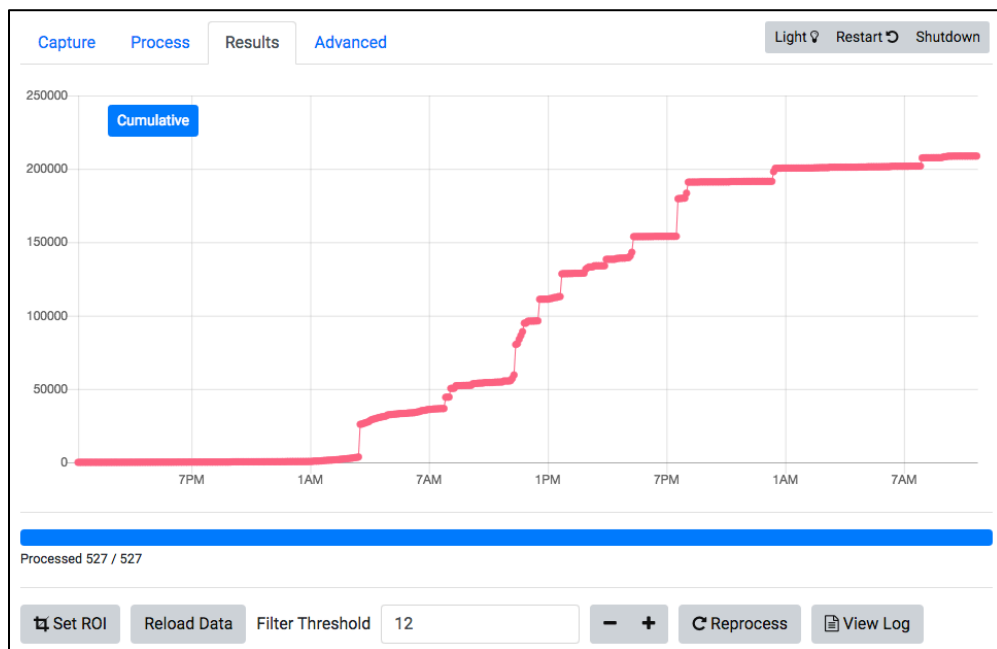 Capture Process Results Advanced Light Restart Shutdown
250000
Cumulative
200000
150000
100000
50000
0
7PM 1AM 7AM 1PM 7PM 1AM 7AM
Processed 527 / 527
Set ROI Reload Data Filter Threshold 12 − + Reprocess View Log